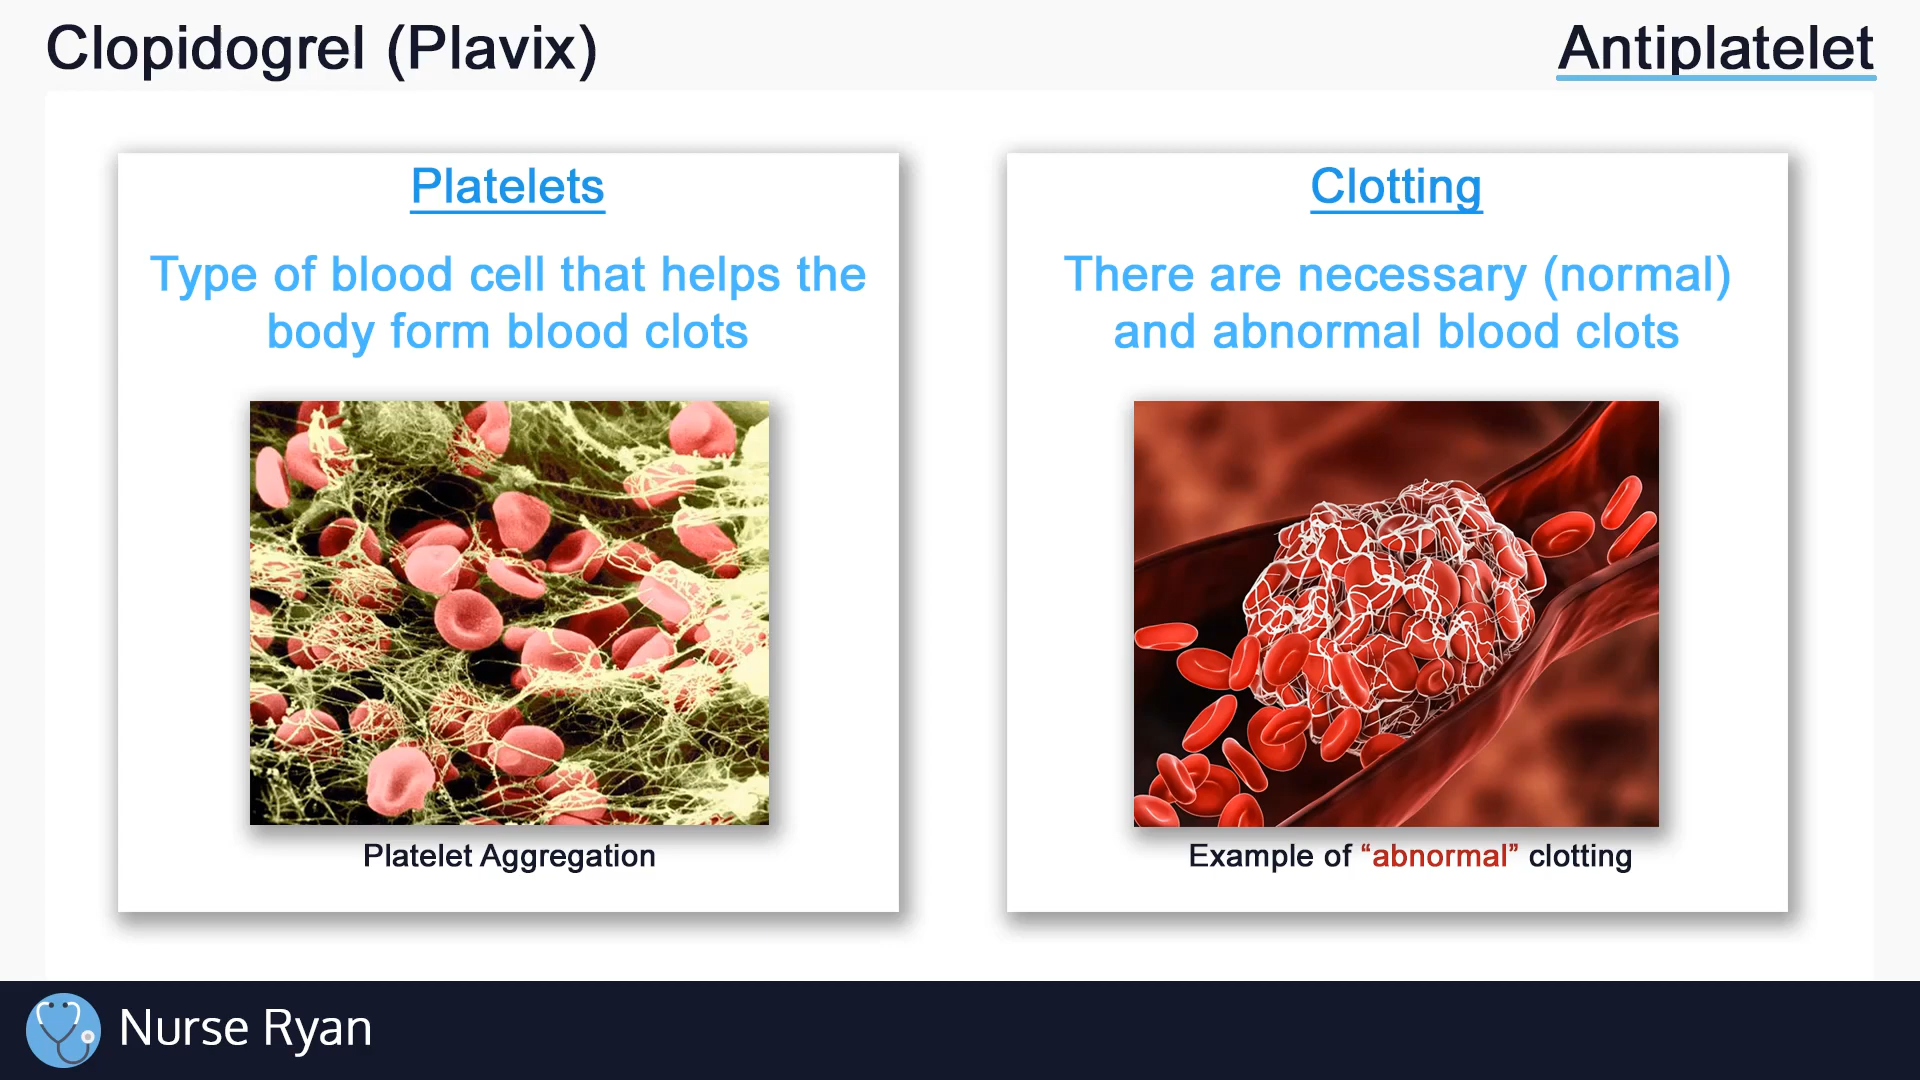 Clopidogrel (Plavix)
Antiplatelet
Platelets
Type of blood cell that helps the
body form blood clots
Platelet Aggregation
Clotting
There are necessary (normal)
and abnormal blood clots
Example of “abnormal” clotting
Nurse Ryan